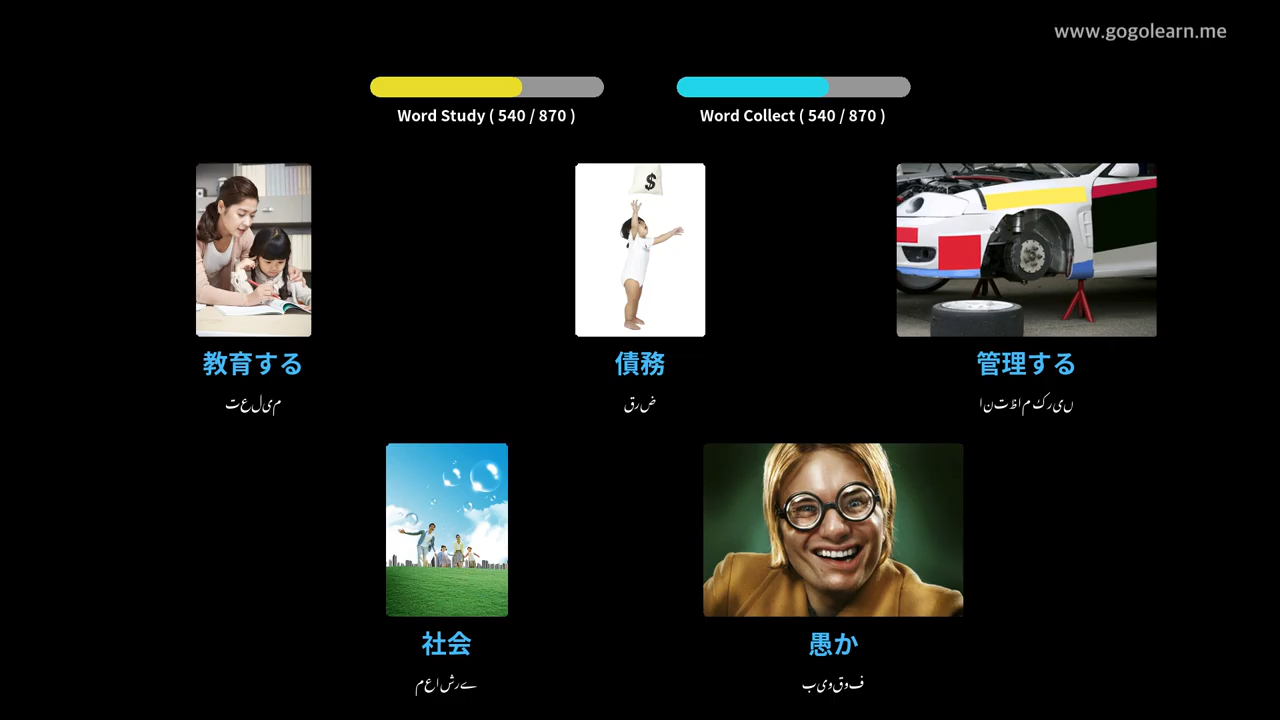 www.gogolearn.me
Word Study ( 540 / 870 )
Word Collect ( 540 / 870 )
教育する
債務
管理する
تعلیم
قرض
انتظام کریں
社会
愚か
معاشرے
بیوقوف